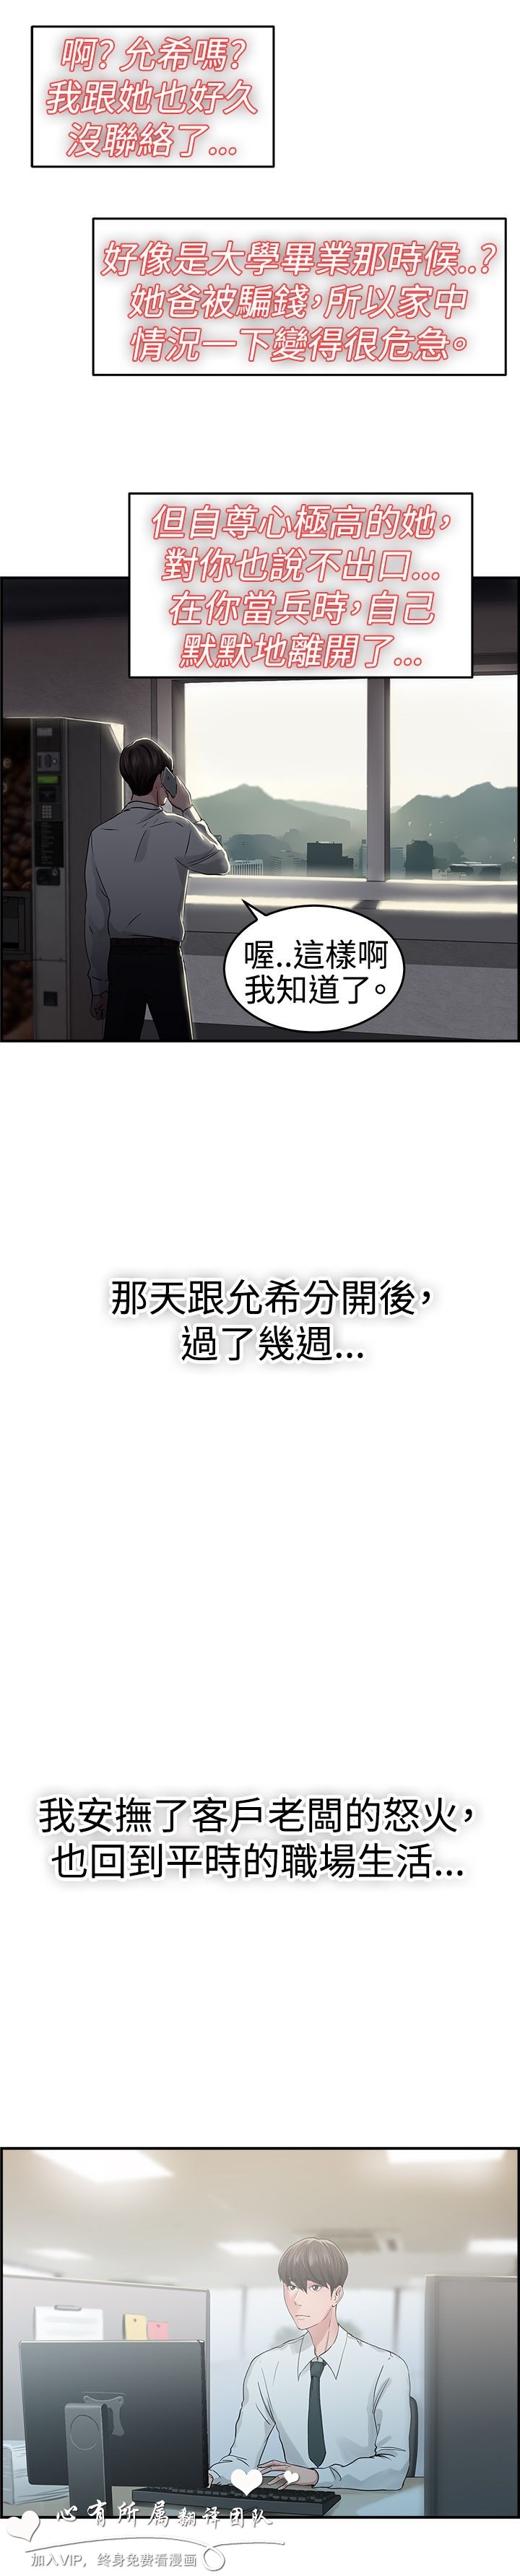 啊? 允希嗎?
我跟她也好久
沒聯絡了...
好像是大學畢業那時候..?
她爸被騙錢,所以家中
情況一下變得很危急。
但自尊心極高的她,
對你也說不出口...
在你當兵時,自己
默默地離開了...
喔..這樣啊
我知道了。
那天跟允希分開後,
過了幾週...
我安撫了客戶老闆的怒火,
也回到平時的職場生活...
心有所属翻译团队
加入VIP，终身免费看漫画